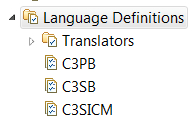 Language Definitions
Translators
C3PB
C3SB
C3SICM